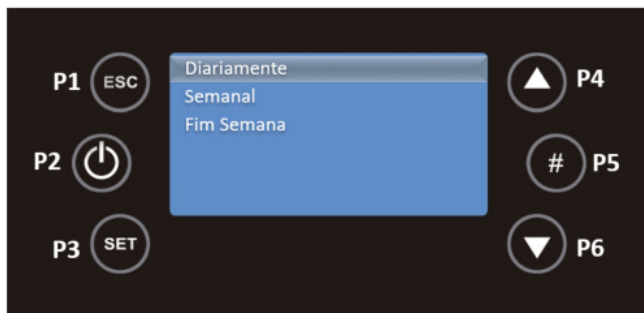 P1 ESC
Diariamente
Semanal
Fim Semana
P2
P3 SET
P4
# P5
P6